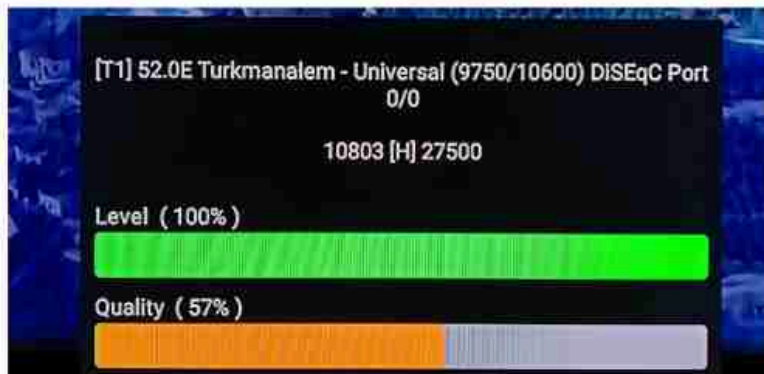 [T1] 52.0E Turkmanalem - Universal (9750/10600) DiSEqC Port
0/0
10803 [H] 27500
Level ( 100% )
Quality ( 57% )